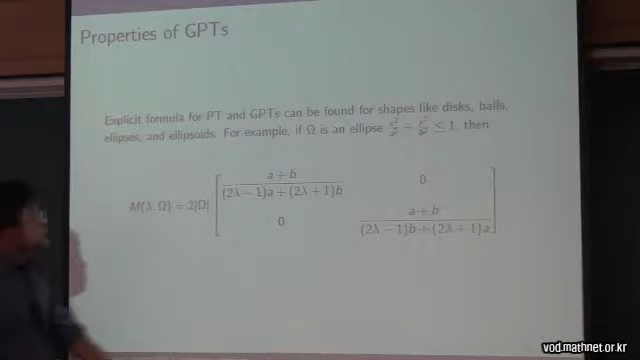 Properties of GPTs
Explicit formula for PT and GPTs can be found for shapes like disks, balls,
ellipses, and ellipsoids. For example, if Ω is an ellipse x²/a² + y²/b² ≤ 1, then
M(λ, Ω) = 2|Ω| [ (a + b)/((2λ − 1)a + (2λ + 1)b) 0
0 (a + b)/((2λ − 1)b + (2λ + 1)a) ]
vod.mathnet.or.kr